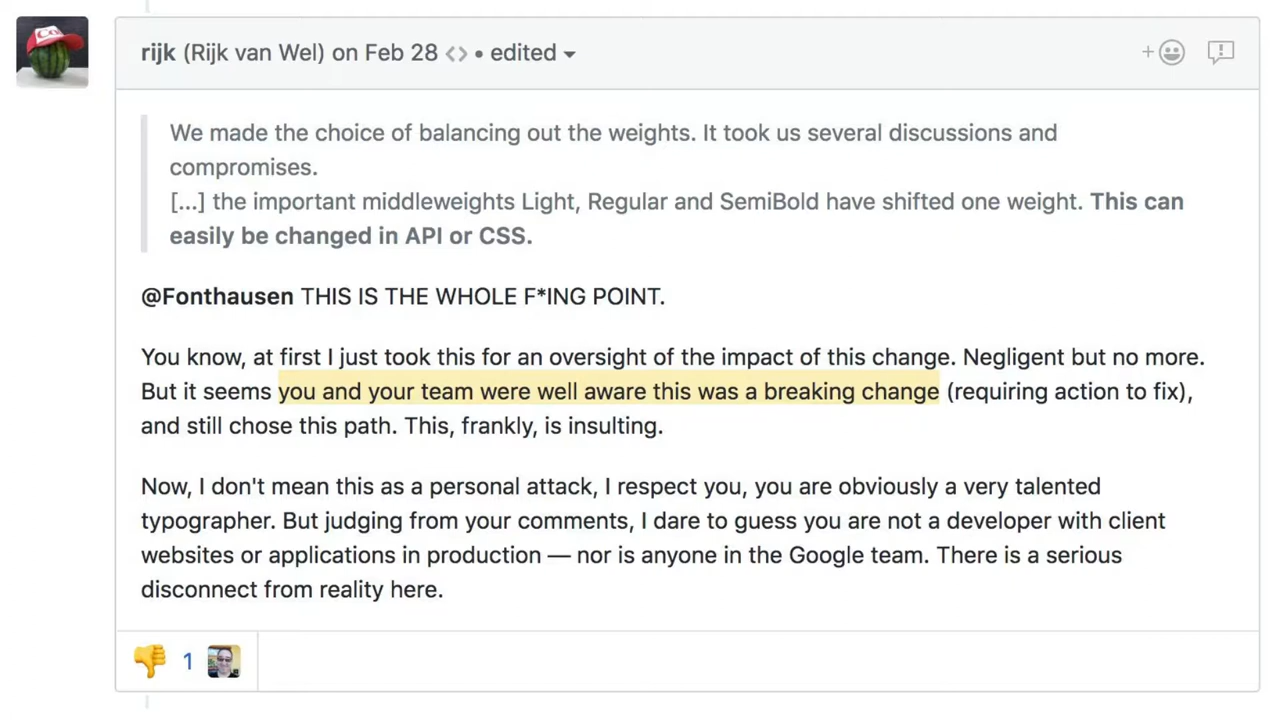 rijk (Rijk van Wel) on Feb 28 <> • edited
We made the choice of balancing out the weights. It took us several discussions and
compromises.
[...] the important middleweights Light, Regular and SemiBold have shifted one weight. This can
easily be changed in API or CSS.
@Fonthausen THIS IS THE WHOLE F*ING POINT.
You know, at first I just took this for an oversight of the impact of this change. Negligent but no more.
But it seems you and your team were well aware this was a breaking change (requiring action to fix),
and still chose this path. This, frankly, is insulting.
Now, I don't mean this as a personal attack, I respect you, you are obviously a very talented
typographer. But judging from your comments, I dare to guess you are not a developer with client
websites or applications in production — nor is anyone in the Google team. There is a serious
disconnect from reality here.
1